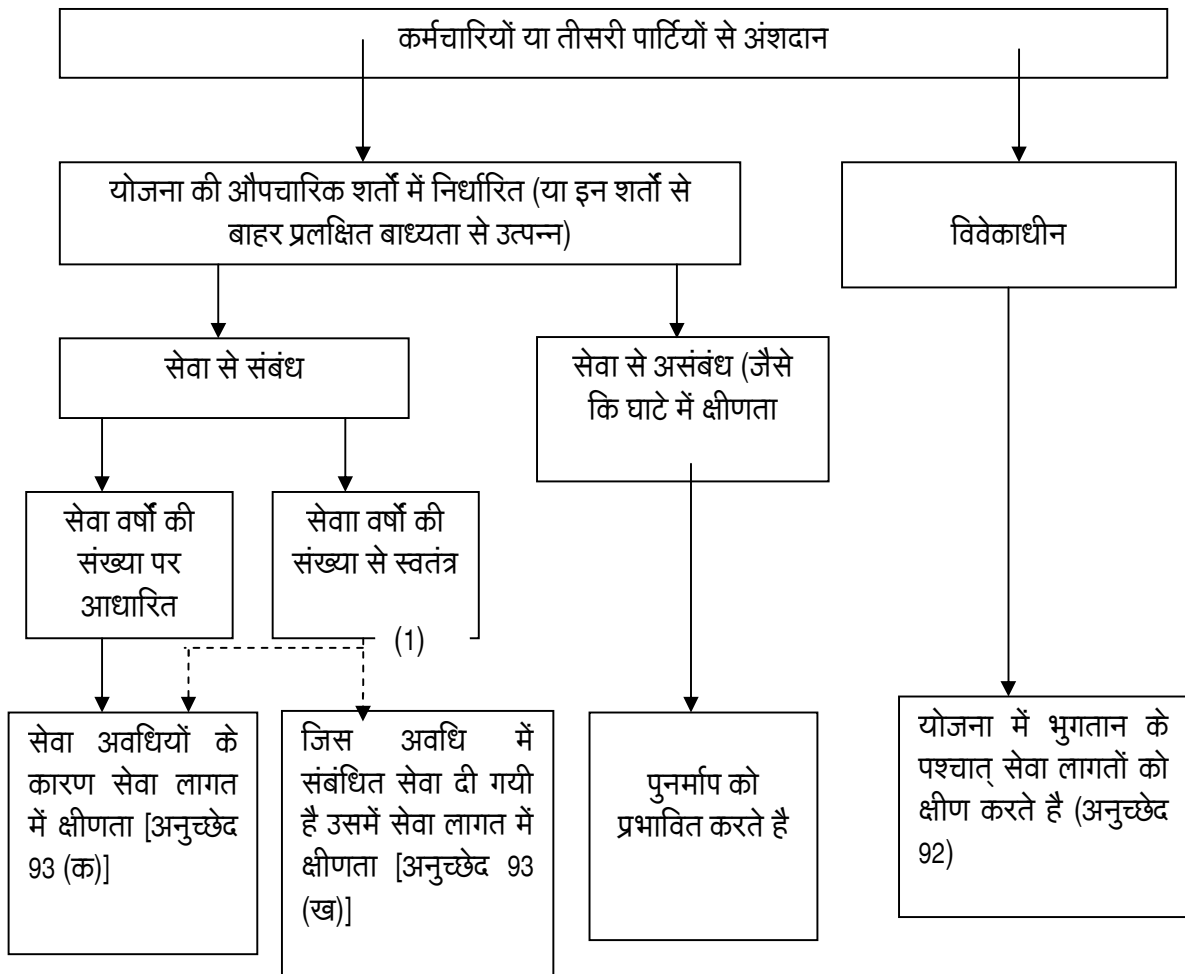 कर्मचारियों या तीसरी पार्टियों से अंशदान
योजना की औपचारिक शर्तों में निर्धारित (या इन शर्तों से
बाहर प्रलक्षित बाध्यता से उत्पन्न)
विवेकाधीन
सेवा से संबंध
सेवा से असंबंध (जैसे
कि घाटे में क्षीणता
सेवा वर्षों की
संख्या पर
आधारित
सेवाा वर्षों की
संख्या से स्वतंत्र
(1)
सेवा अवधियों के
कारण सेवा लागत
में क्षीणता [अनुच्छेद
93 (क)]
जिस अवधि में
संबंधित सेवा दी गयी
है उसमें सेवा लागत में
क्षीणता [अनुच्छेद 93
(ख)]
पुनर्माप को
प्रभावित करते है
योजना में भुगतान के
पश्चात् सेवा लागतों को
क्षीण करते है (अनुच्छेद
92)